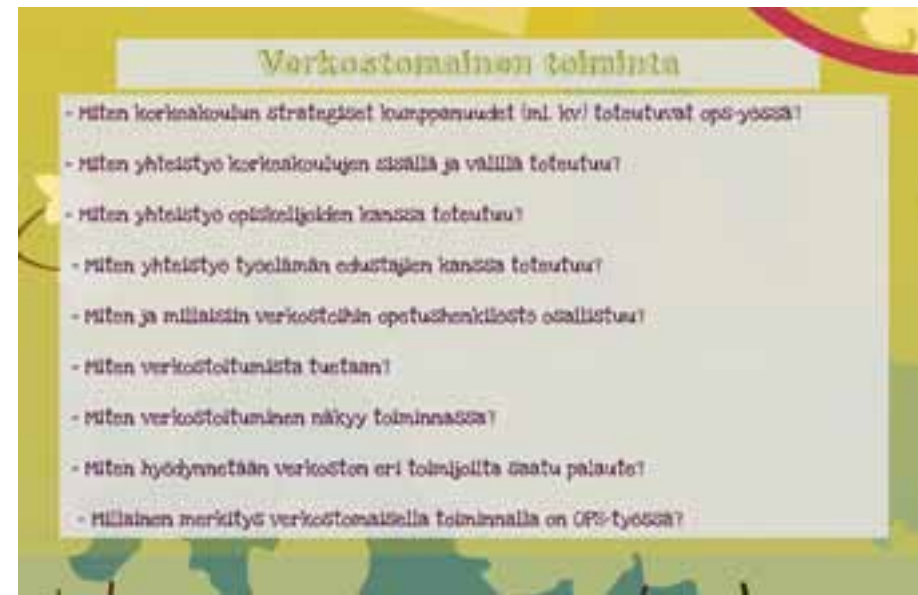 Verkostomainen toiminta
- Miten korkeakoulun strategiset kumppanuudet (ml. kv) toteutuvat ops-yössä?
- Miten yhteistyö korkeakoulujen sisällä ja välillä toteutuu?
- Miten yhteistyö opiskelijoiden kanssa toteutuu?
- Miten yhteistyö työelämän edustajien kanssa toteutuu?
- Miten ja millaisiin verkostoihin opetushenkilöstö osallistuu?
- Miten verkostoitumista tuetaan?
- Miten verkostoituminen näkyy toiminnassa?
- Miten hyödynnetään verkoston eri toimijoilta saatu palaute?
- Millainen merkitys verkostomaisella toiminnalla on OPS-työssä?